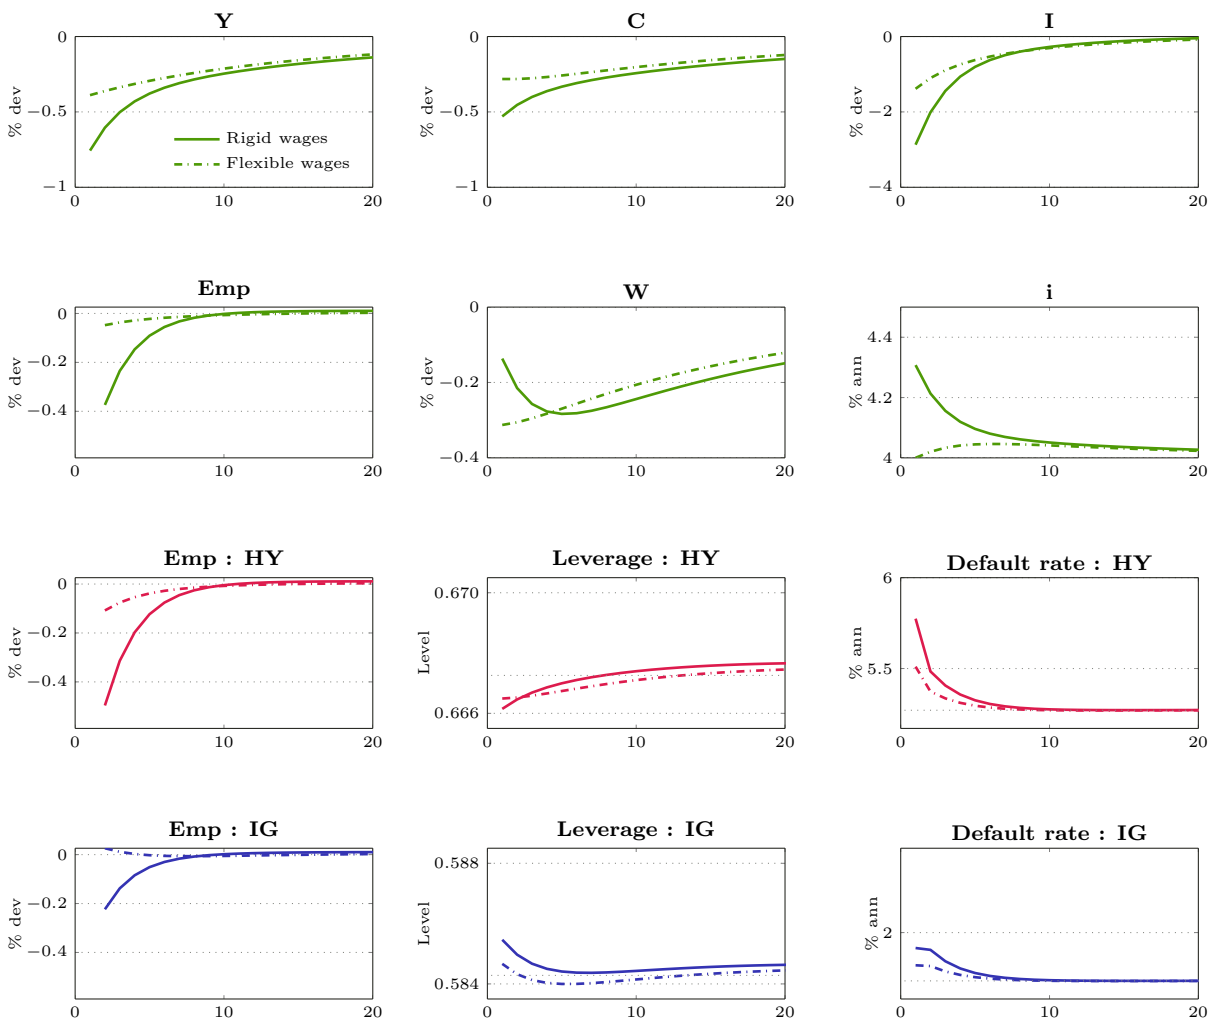 Y
C
I
0
−0.5
−1
% dev
Rigid wages
Flexible wages
0
10
20
0
−0.5
−1
% dev
0
10
20
0
−2
−4
% dev
0
10
20
Emp
W
i
0
−0.2
−0.4
% dev
0
10
20
0
−0.2
−0.4
% dev
0
10
20
4.4
4.2
4
% ann
0
10
20
Emp : HY
Leverage : HY
Default rate : HY
0
−0.2
−0.4
% dev
0
10
20
0.670
0.666
Level
0
10
20
6
5.5
% ann
0
10
20
Emp : IG
Leverage : IG
Default rate : IG
0
−0.2
−0.4
% dev
0
10
20
0.588
0.584
Level
0
10
20
2
% ann
0
10
20